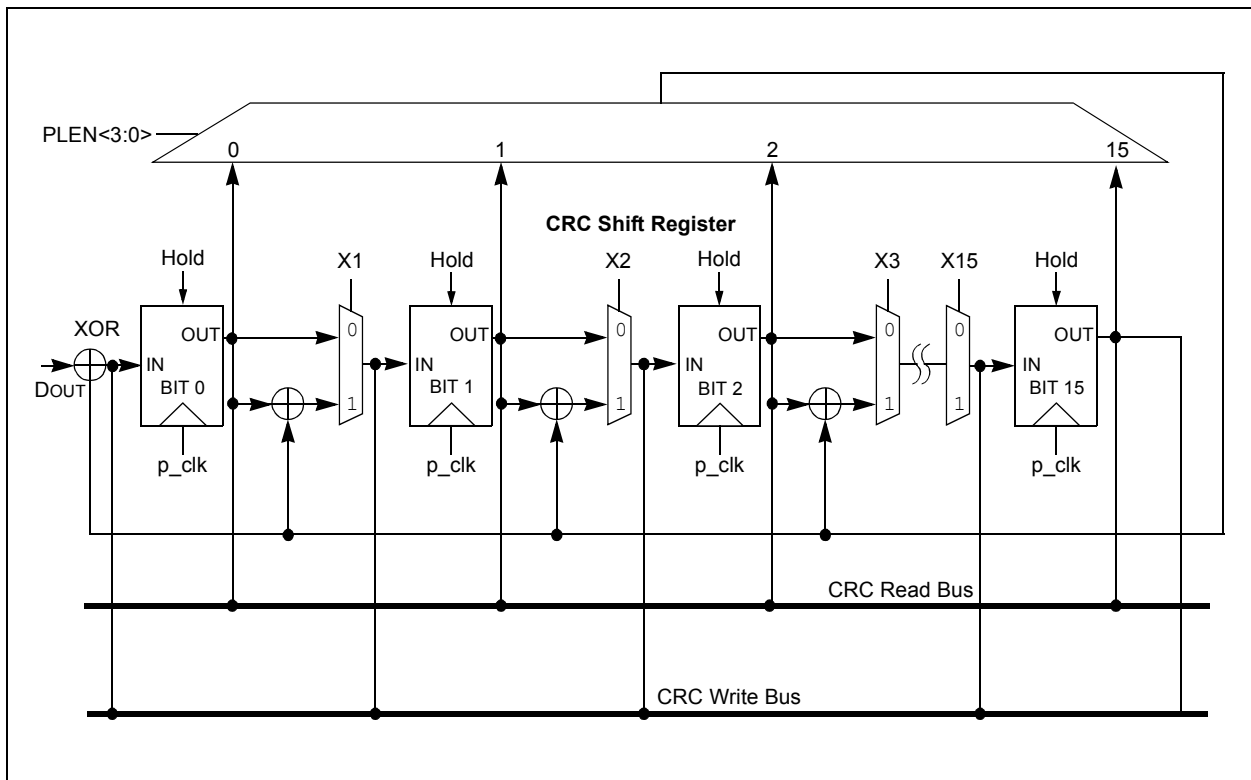 PLEN<3:0>
0 1 2 15
CRC Shift Register
Hold X1 Hold X2 Hold X3 X15 Hold
XOR
OUT 0 OUT 0 OUT 0 0 OUT
IN IN IN IN
DOUT
BIT 0 1 BIT 1 1 BIT 2 1 1 BIT 15
p_clk p_clk p_clk p_clk
CRC Read Bus
CRC Write Bus